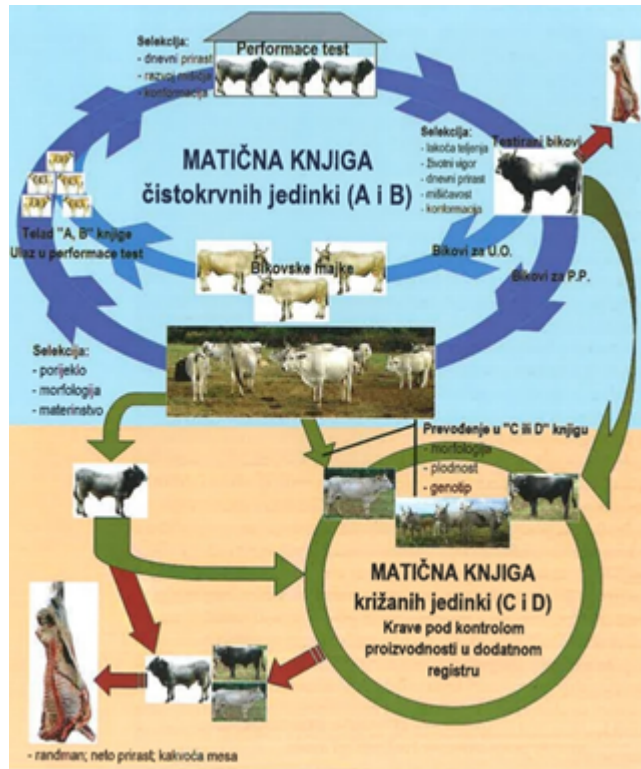 Performace test
Selekcija:
- dnevni prirast
- razvoj mišićja
- konformacija
Testirani bikovi
Selekcija:
- lakoća teljenja
- životni vigor
- dnevni prirast
- mišićavost
- konformacija
MATIČNA KNJIGA
čistokrvnih jedinki (A i B)
Telad "A, B" knjige
Ulaz u performace test
Bikovske majke
Bikovi za U.O.
Bikovi za P.P.
Selekcija:
- porijeklo
- morfologija
- materinstvo
Prevođenje u "C ili D" knjigu
- morfologija
- plodnost
- genotip
MATIČNA KNJIGA
križanih jedinki (C i D)
Krave pod kontrolom
proizvodnosti u dodatnom
registru
- randman; neto prirast; kakvoća mesa